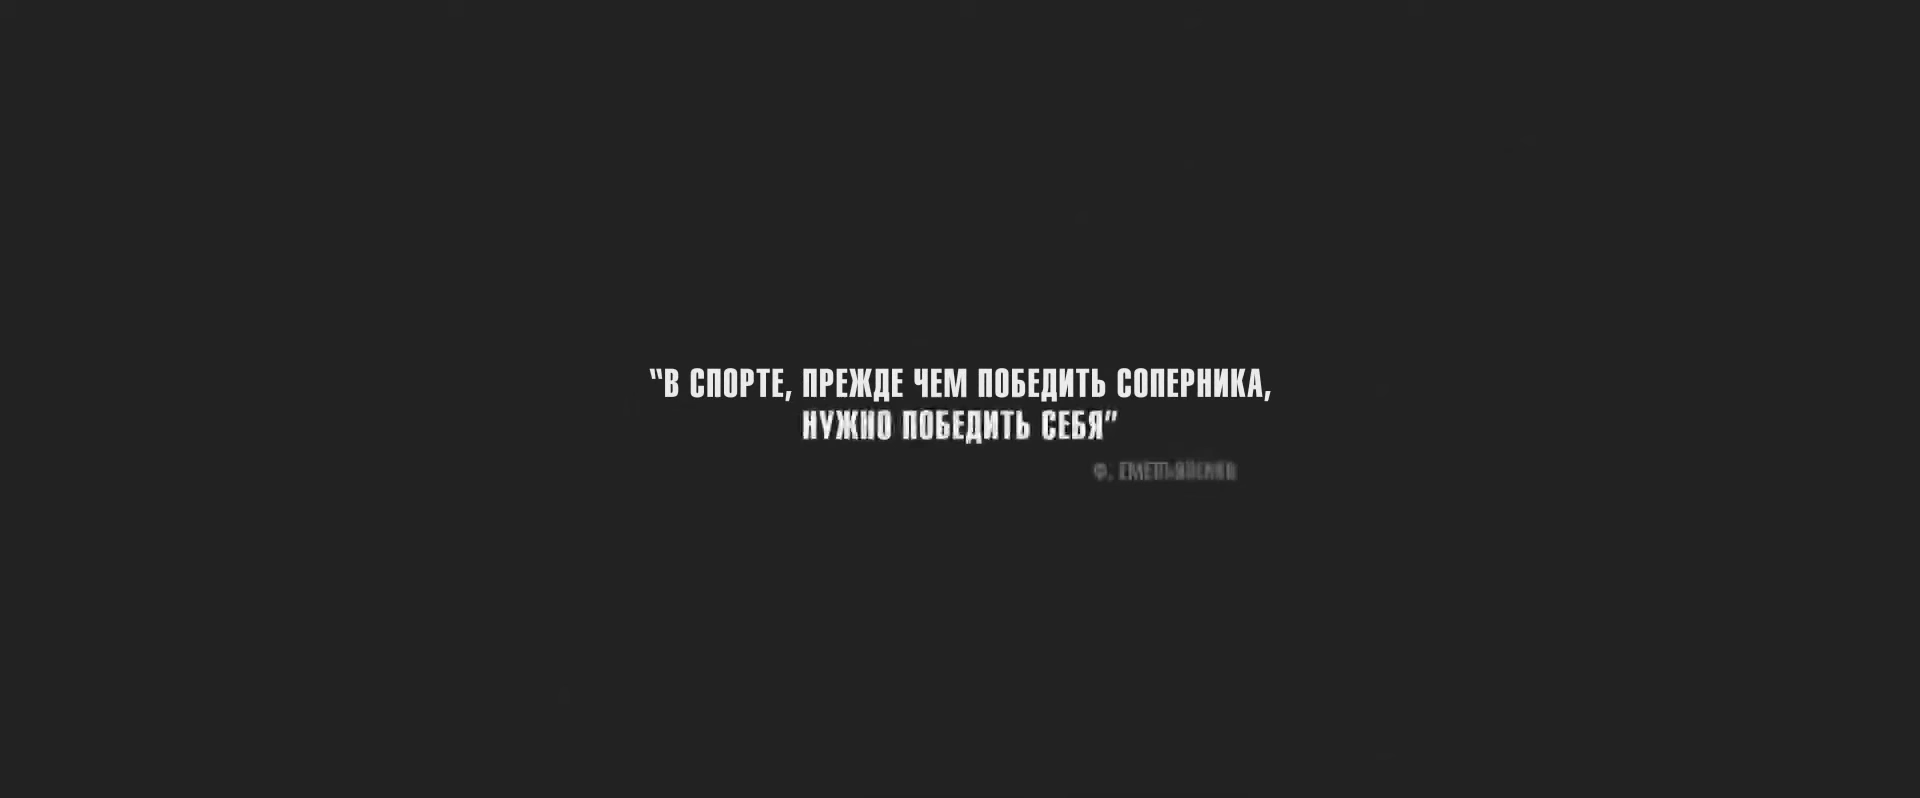 “В СПОРТЕ, ПРЕЖДЕ ЧЕМ ПОБЕДИТЬ СОПЕРНИКА,
НУЖНО ПОБЕДИТЬ СЕБЯ”
Ф.